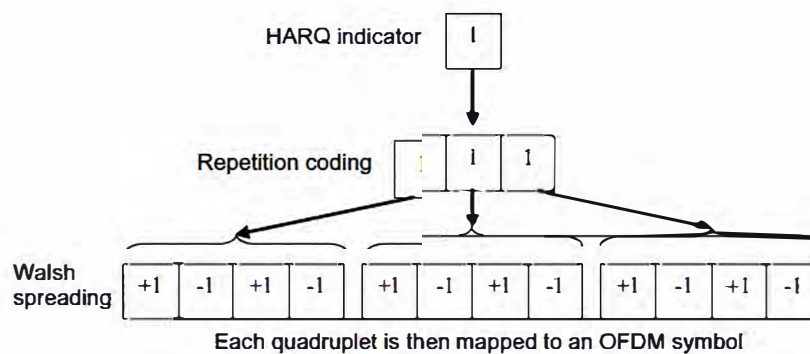 HARQ indicator 1
Repetition coding 1 i 1
Walsh spreading
+1 -1 +1 -1 +1 -1 +1 -1 +1 -1 +1 -1
Each quadruplet is then mapped to an OFDM symbol